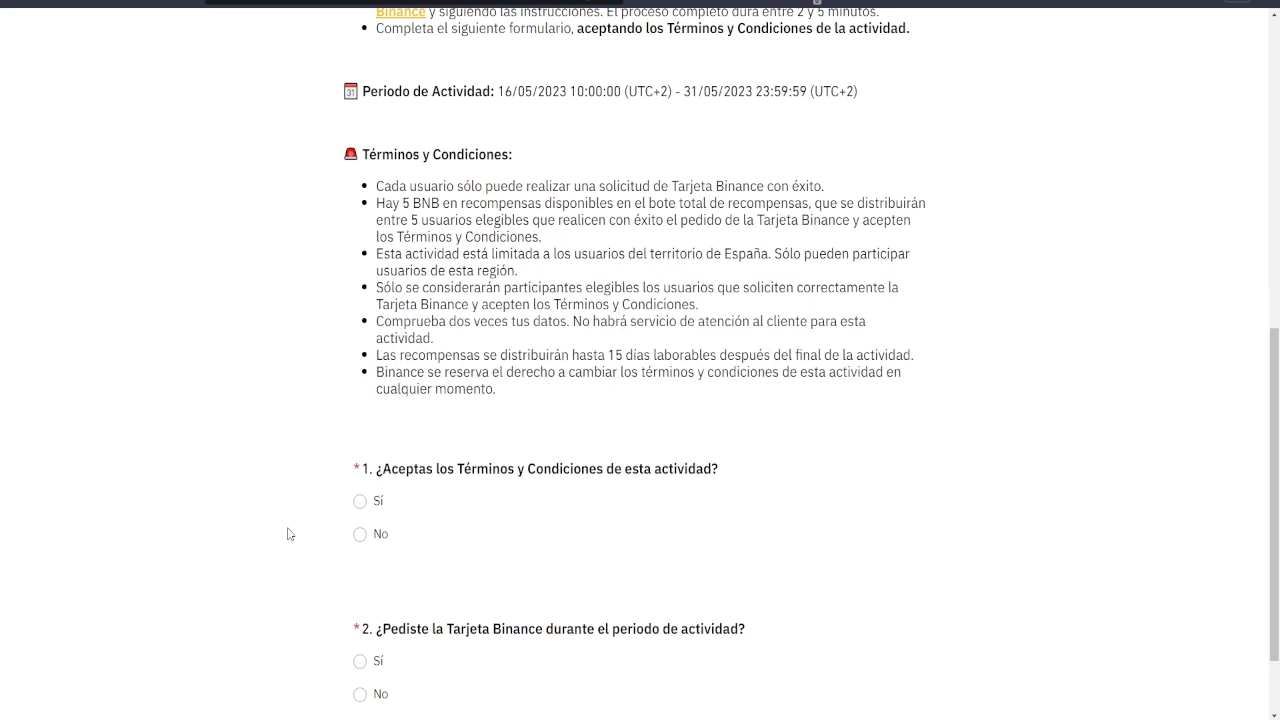 Binance y siguiendo las instrucciones. El proceso completo dura entre 2 y 5 minutos.
Completa el siguiente formulario, aceptando los Términos y Condiciones de la actividad.
Periodo de Actividad: 16/05/2023 10:00:00 (UTC+2) - 31/05/2023 23:59:59 (UTC+2)
Términos y Condiciones:
Cada usuario sólo puede realizar una solicitud de Tarjeta Binance con éxito.
Hay 5 BNB en recompensas disponibles en el bote total de recompensas, que se distribuirán
entre 5 usuarios elegibles que realicen con éxito el pedido de la Tarjeta Binance y acepten
los Términos y Condiciones.
Esta actividad está limitada a los usuarios del territorio de España. Sólo pueden participar
usuarios de esta región.
Sólo se considerarán participantes elegibles los usuarios que soliciten correctamente la
Tarjeta Binance y acepten los Términos y Condiciones.
Comprueba dos veces tus datos. No habrá servicio de atención al cliente para esta
actividad.
Las recompensas se distribuirán hasta 15 días laborables después del final de la actividad.
Binance se reserva el derecho a cambiar los términos y condiciones de esta actividad en
cualquier momento.
*1. ¿Aceptas los Términos y Condiciones de esta actividad?
Sí
No
*2. ¿Pediste la Tarjeta Binance durante el periodo de actividad?
Sí
No